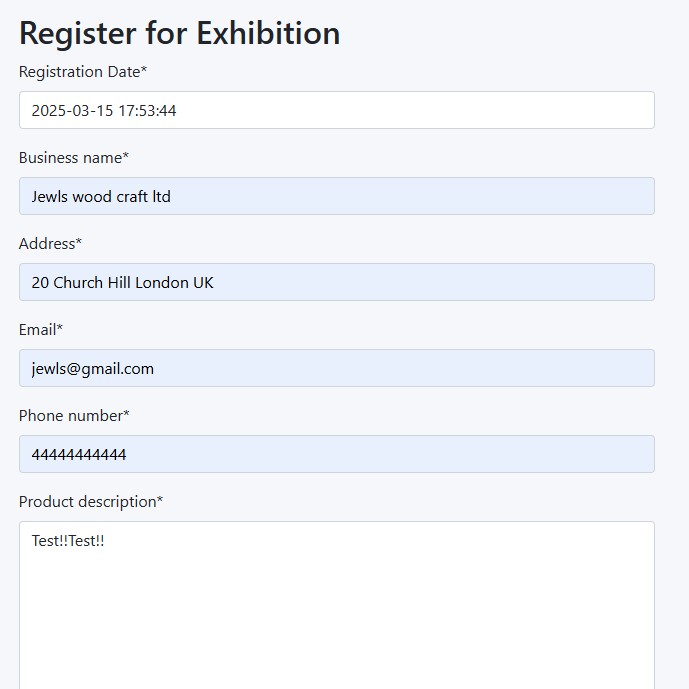 Register for Exhibition
Registration Date*
2025-03-15 17:53:44
Business name*
Jewls wood craft ltd
Address*
20 Church Hill London UK
Email*
jewls@gmail.com
Phone number*
44444444444
Product description*
Test!!Test!!